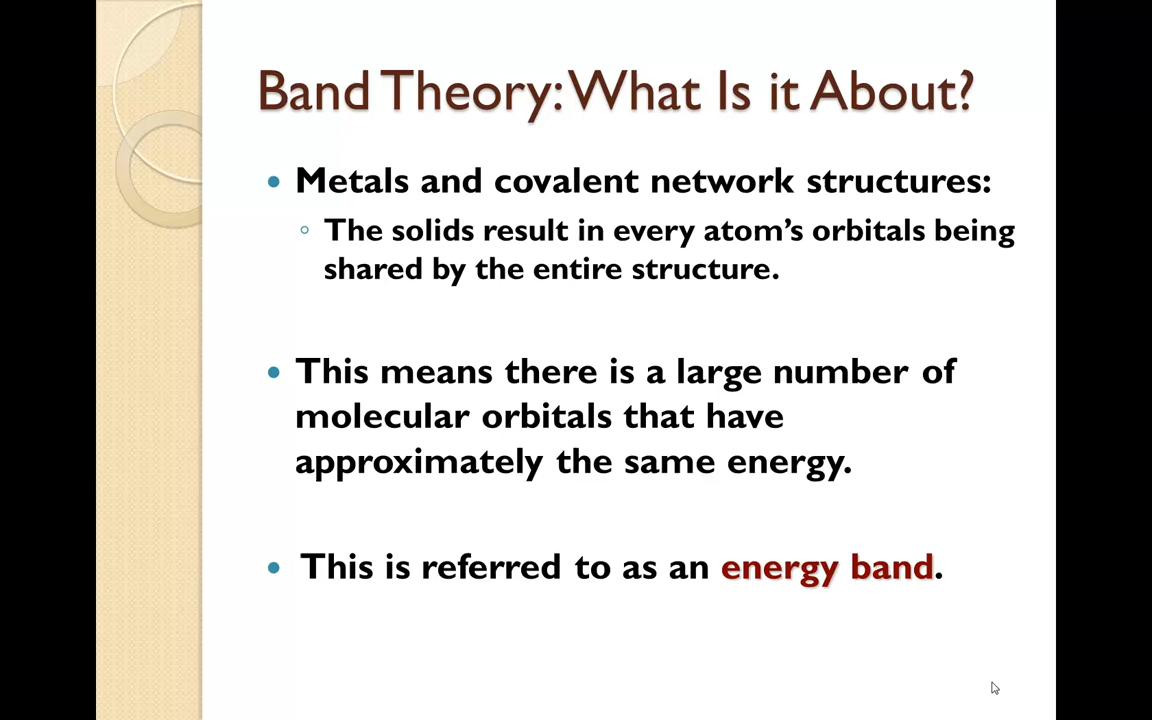 Band Theory: What Is it About?
• Metals and covalent network structures:
◦ The solids result in every atom’s orbitals being
shared by the entire structure.
• This means there is a large number of
molecular orbitals that have
approximately the same energy.
• This is referred to as an energy band.